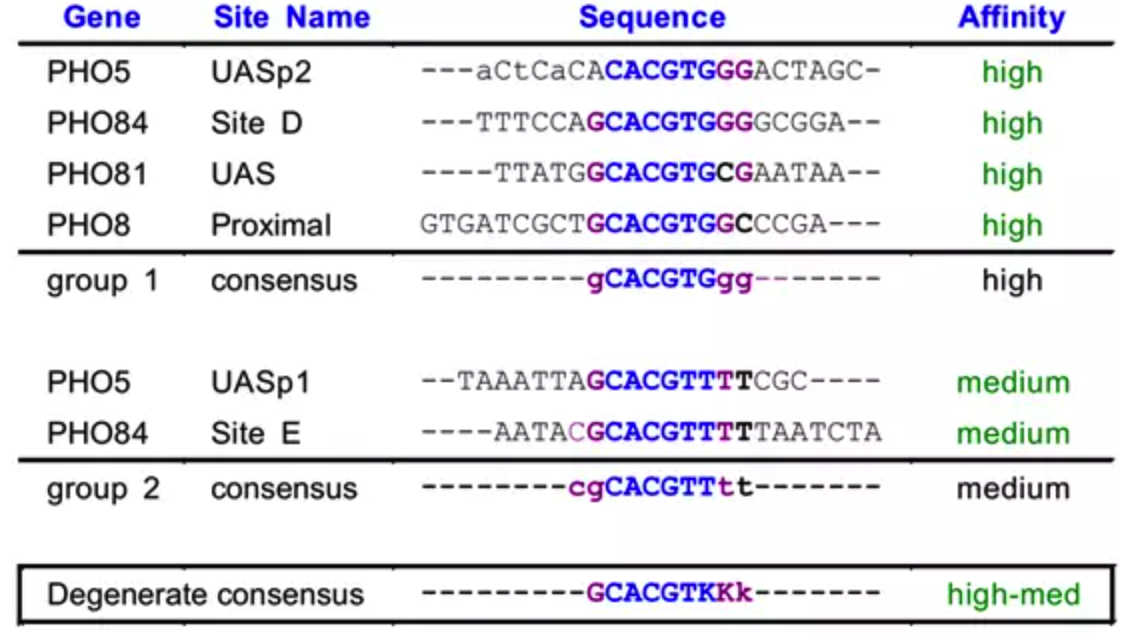 Gene Site Name Sequence Affinity
PHO5 UASp2 ---aCtCaCACACGTGGGACTAGC- high
PHO84 Site D ---TTTCCAGCACGTGGGGCGGA-- high
PHO81 UAS ----TTATGGCACGTGCGAATAA-- high
PHO8 Proximal GTGATCGCTGCACGTGGCCCGA--- high
group 1 consensus ---------gCACGTGgg------- high
PHO5 UASp1 --TAAATTAGCACGTTTTCGC---- medium
PHO84 Site E ----AATACGCACGTTTTTAATCTA medium
group 2 consensus --------cgCACGTTtt------- medium
Degenerate consensus ---------GCACGTKKk------- high-med